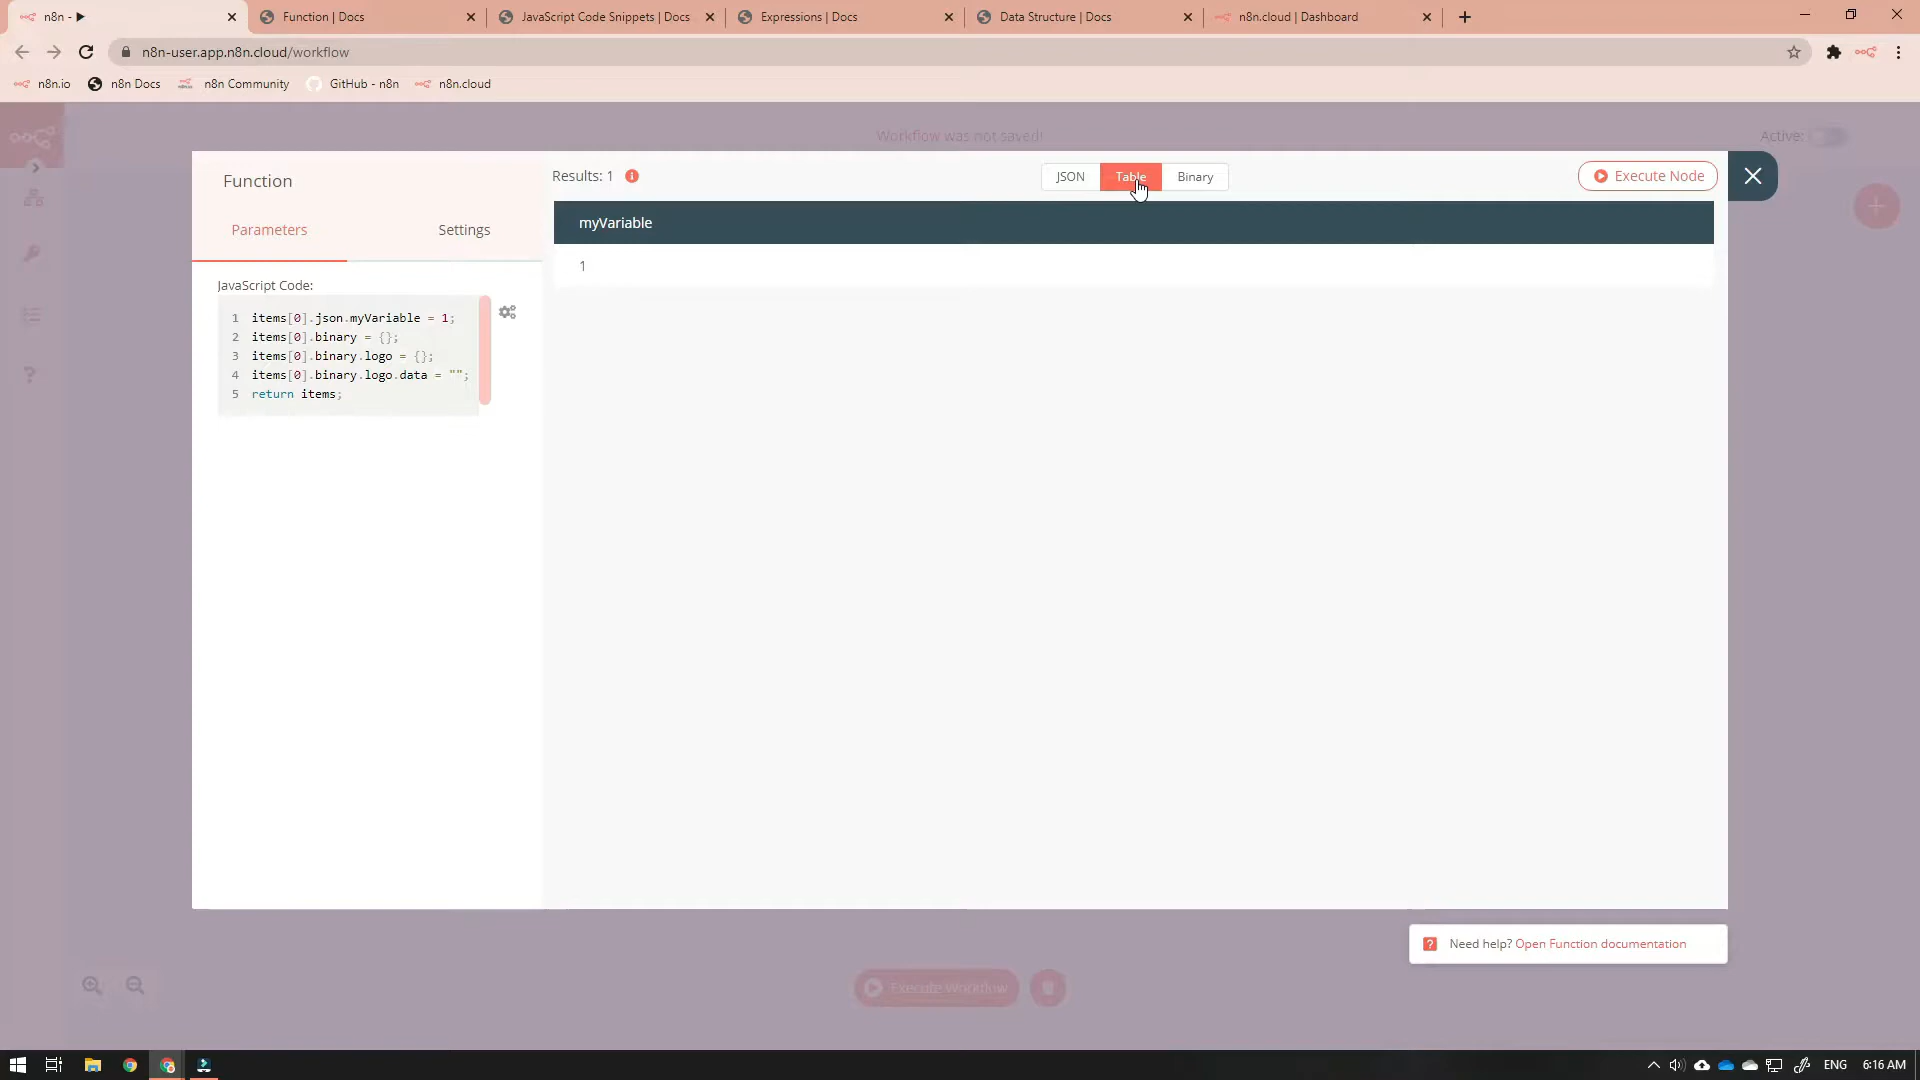 n8n - ▶
Function | Docs
JavaScript Code Snippets | Docs
Expressions | Docs
Data Structure | Docs
n8n.cloud | Dashboard
n8n-user.app.n8n.cloud/workflow
n8n.io
n8n Docs
n8n Community
GitHub - n8n
n8n.cloud
Workflow was not saved!
Active:
Function
Results: 1
JSON
Table
Binary
Execute Node
Parameters
Settings
myVariable
1
JavaScript Code:
1 items[0].json.myVariable = 1;
2 items[0].binary = {};
3 items[0].binary.logo = {};
4 items[0].binary.logo.data = "";
5 return items;
Need help? Open Function documentation
Execute Workflow
ENG
6:16 AM